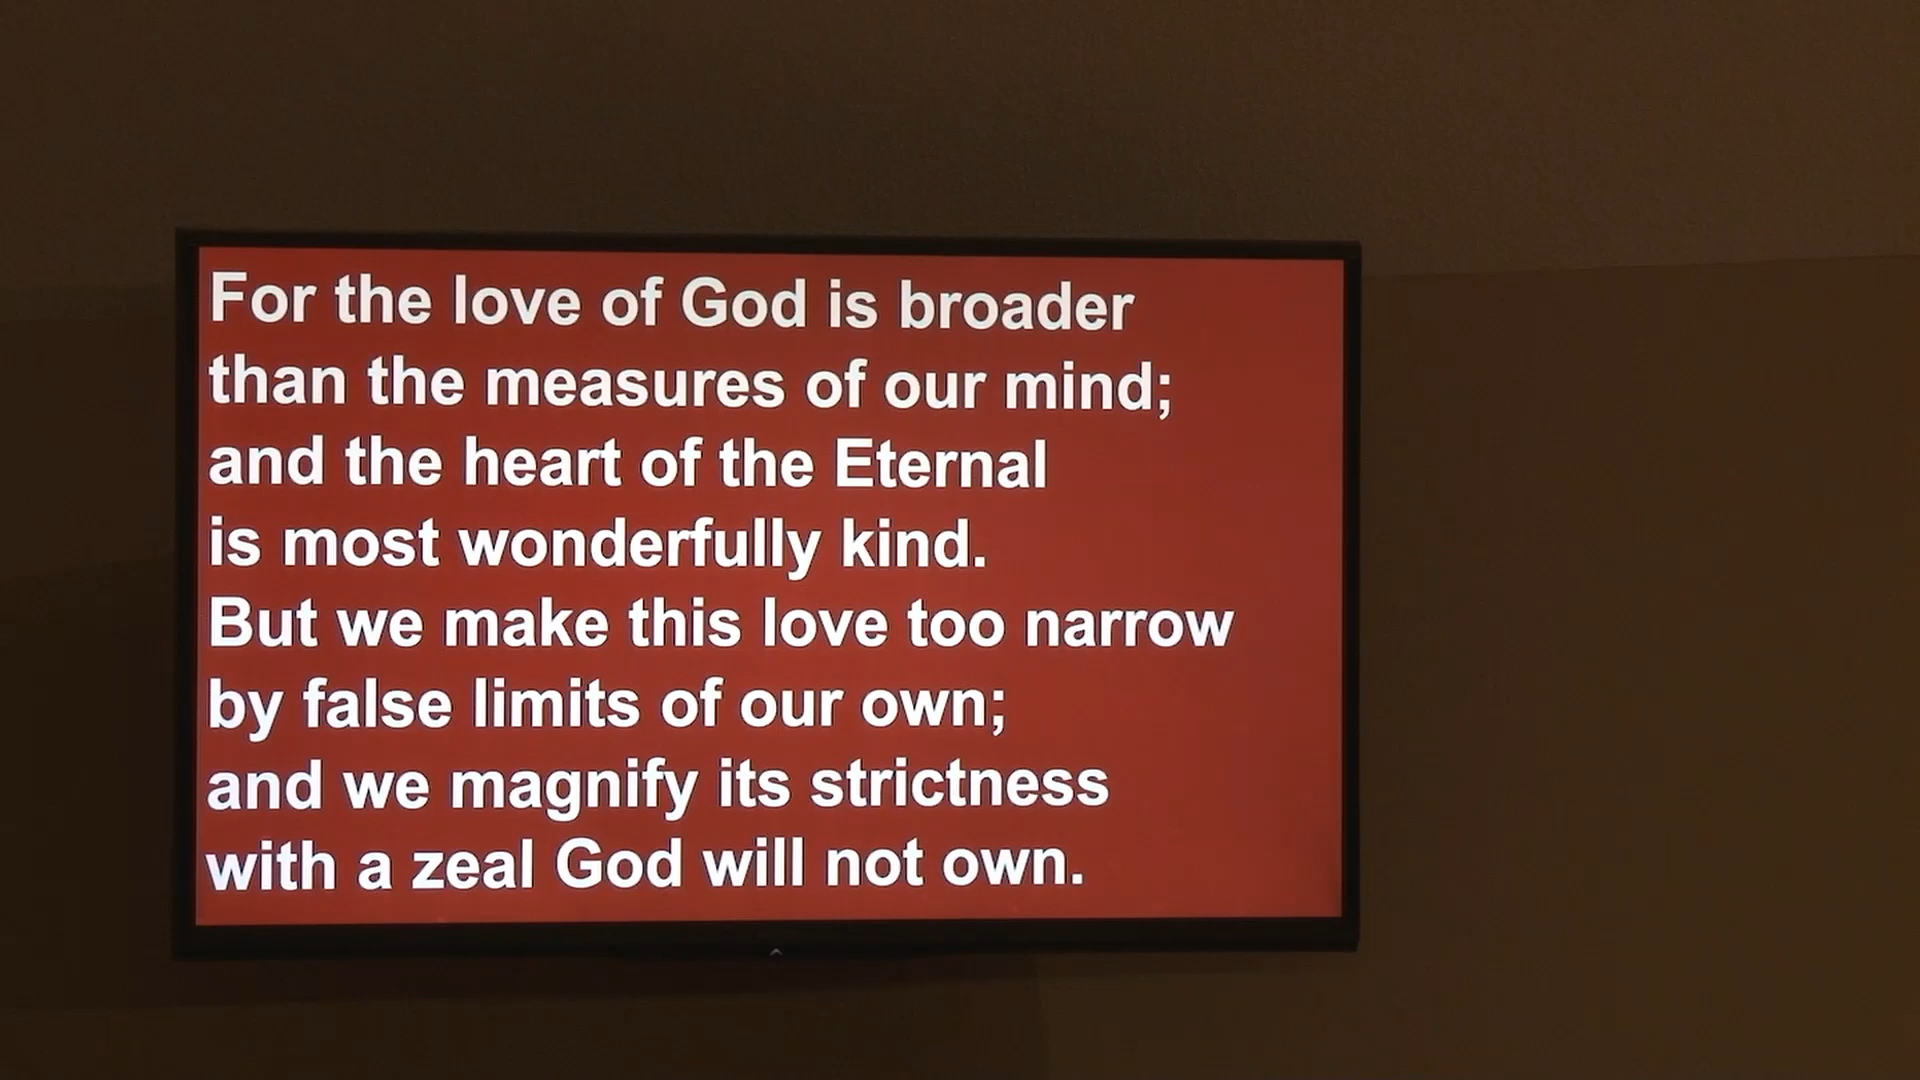 For the love of God is broader
than the measures of our mind;
and the heart of the Eternal
is most wonderfully kind.
But we make this love too narrow
by false limits of our own;
and we magnify its strictness
with a zeal God will not own.